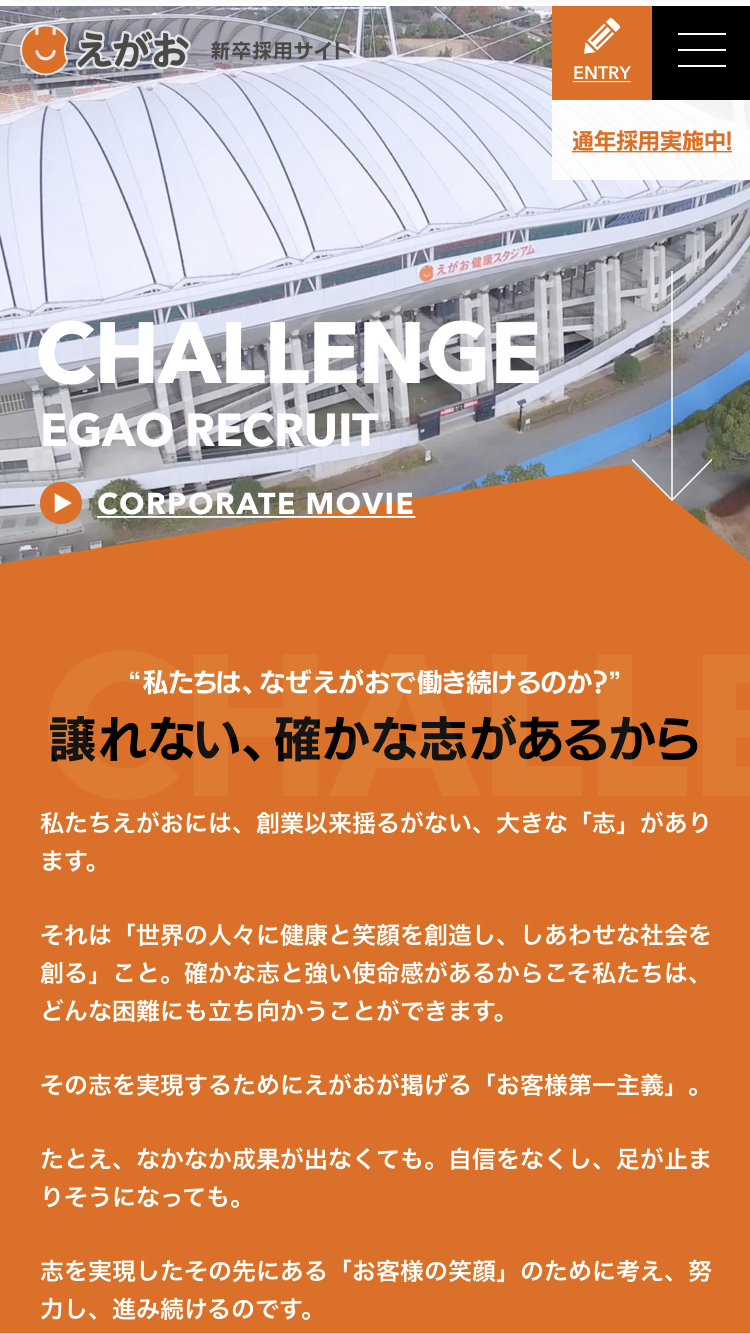 えがお 新卒採用サイト
ENTRY
通年採用実施中!
えがお健康スタジアム
CHALLENGE
EGAO RECRUIT
CORPORATE MOVIE
CHALLE
“私たちは、なぜえがおで働き続けるのか?”
譲れない、確かな志があるから
私たちえがおには、創業以来揺るがない、大きな「志」があり
ます。
それは「世界の人々に健康と笑顔を創造し、しあわせな社会を
創る」こと。確かな志と強い使命感があるからこそ私たちは、
どんな困難にも立ち向かうことができます。
その志を実現するためにえがおが掲げる「お客様第一主義」。
たとえ、なかなか成果が出なくても。自信をなくし、足が止ま
りそうになっても。
志を実現したその先にある「お客様の笑顔」のために考え、努
力し、進み続けるのです。